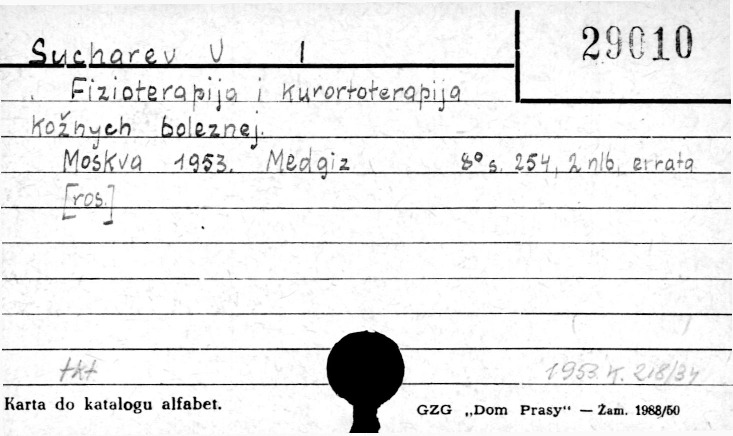 29010
Sucharev V I
Fizioterapija i kurortoterapija
kožnych boleznej.
Moskva 1953. Medgiz 8° s. 254, 2 nlb, errata
[ros.]
tkt 1953 K. 218/34
Karta do katalogu alfabet.
GZG „Dom Prasy" — Zam. 1988/50